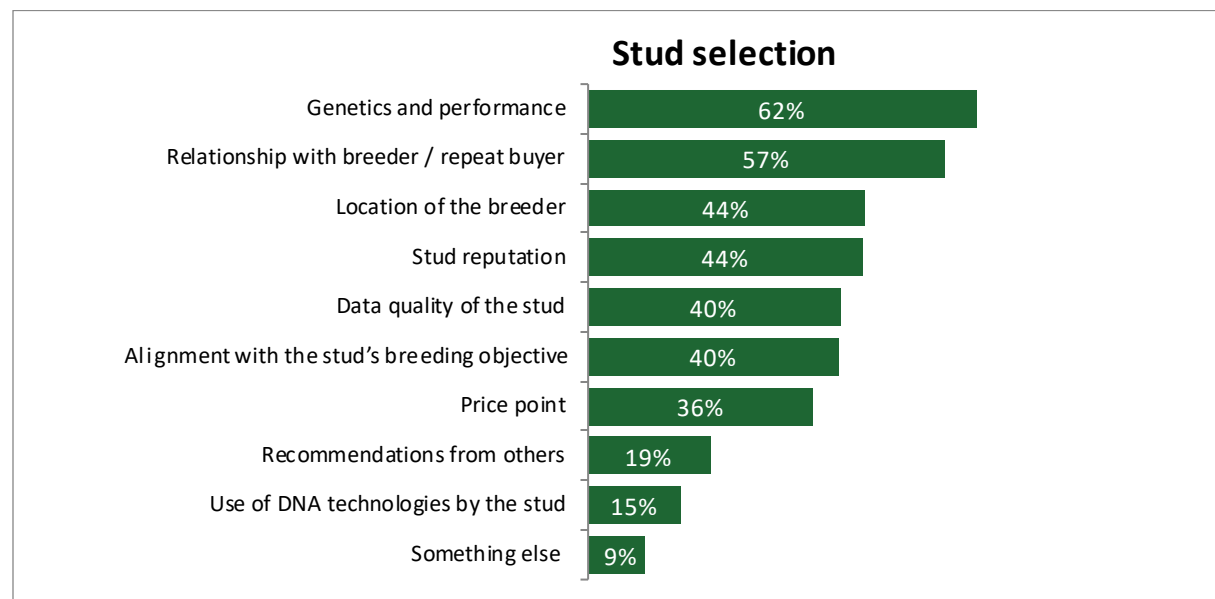 Stud selection
Genetics and performance 62%
Relationship with breeder / repeat buyer 57%
Location of the breeder 44%
Stud reputation 44%
Data quality of the stud 40%
Alignment with the stud’s breeding objective 40%
Price point 36%
Recommendations from others 19%
Use of DNA technologies by the stud 15%
Something else 9%